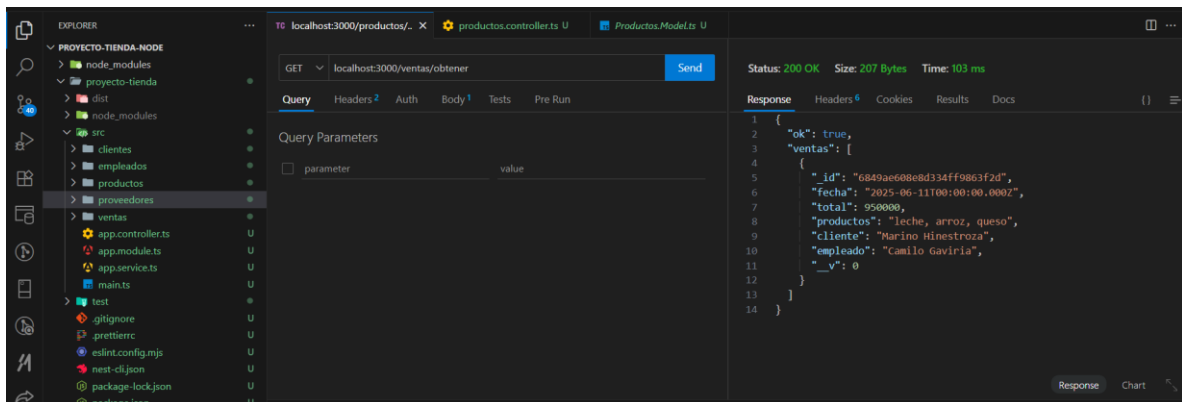 EXPLORER
PROYECTO-TIENDA-NODE
node_modules
proyecto-tienda
dist
node_modules
src
clientes
empleados
productos
proveedores
ventas
app.controller.ts U
app.module.ts U
app.service.ts U
main.ts U
test
.gitignore U
.prettierrc U
eslint.config.mjs U
nest-cli.json U
package-lock.json U
40
TC localhost:3000/productos/..
productos.controller.ts U
Productos.Model.ts U
GET localhost:3000/ventas/obtener Send
Query Headers 2 Auth Body 1 Tests Pre Run
Query Parameters
parameter value
Status: 200 OK Size: 207 Bytes Time: 103 ms
Response Headers 6 Cookies Results Docs {}
1 {
2 "ok": true,
3 "ventas": [
4 {
5 "_id": "6849ae608e8d334ff9863f2d",
6 "fecha": "2025-06-11T00:00:00.000Z",
7 "total": 950000,
8 "productos": "leche, arroz, queso",
9 "cliente": "Marino Hinestroza",
10 "empleado": "Camilo Gaviria",
11 "__v": 0
12 }
13 ]
14 }
Response Chart